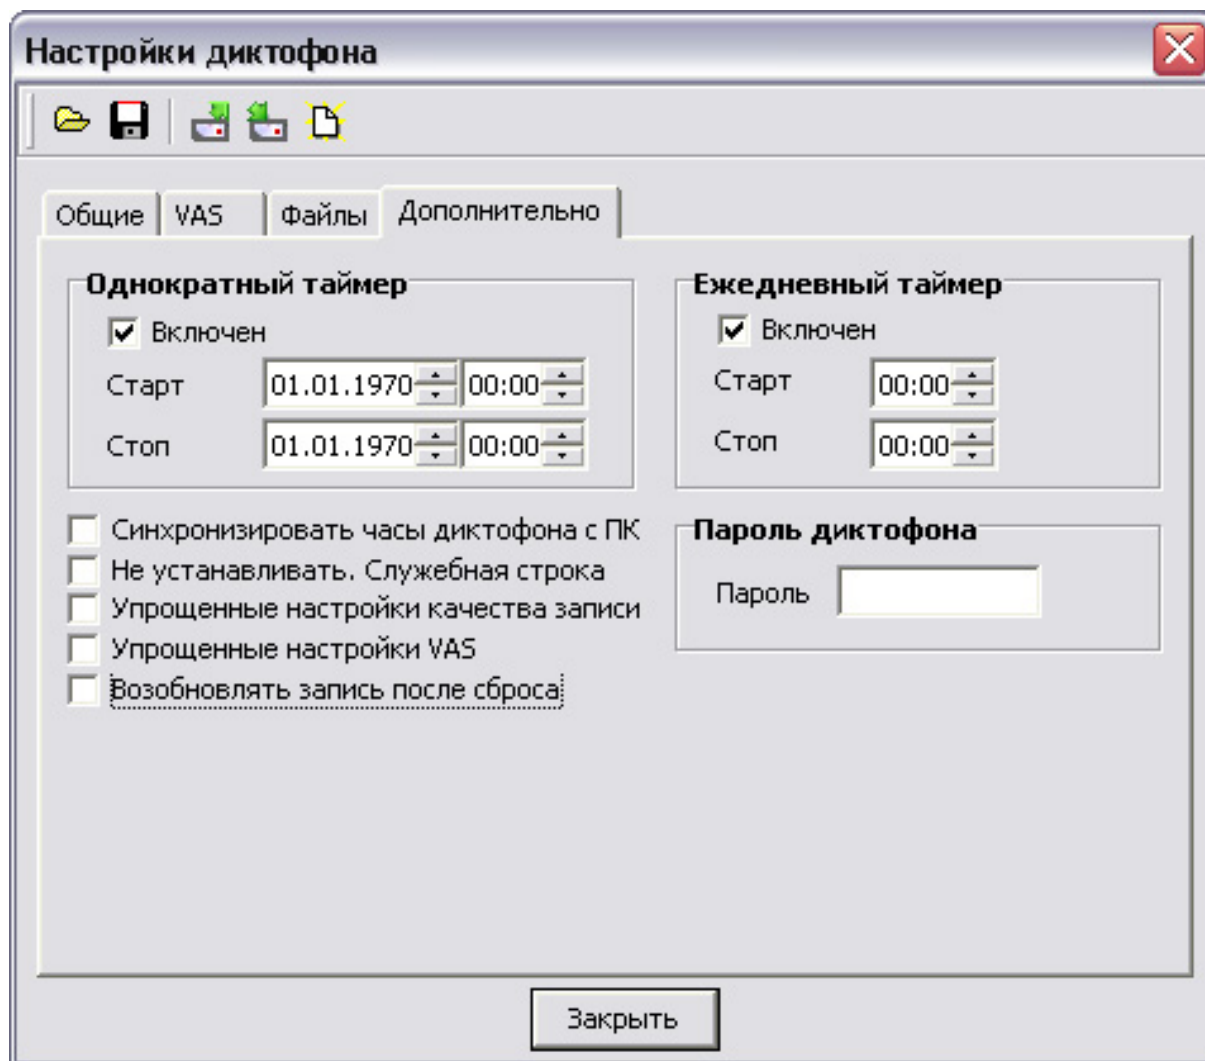 Настройки диктофона
Общие VAS Файлы Дополнительно
Однократный таймер
Включен
Старт 01.01.1970 00:00
Стоп 01.01.1970 00:00
Ежедневный таймер
Включен
Старт 00:00
Стоп 00:00
Синхронизировать часы диктофона с ПК
Не устанавливать. Служебная строка
Упрощенные настройки качества записи
Упрощенные настройки VAS
Возобновлять запись после сброса
Пароль диктофона
Пароль
Закрыть